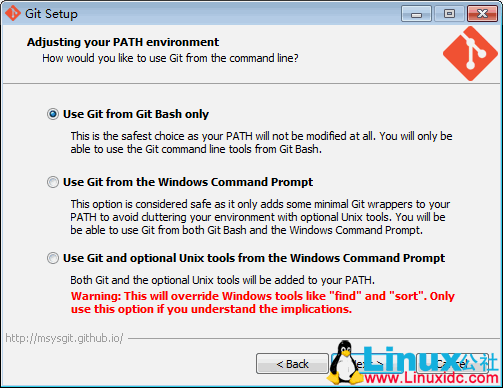 Git Setup
Adjusting your PATH environment
How would you like to use Git from the command line?
Use Git from Git Bash only
This is the safest choice as your PATH will not be modified at all. You will only be
able to use the Git command line tools from Git Bash.
Use Git from the Windows Command Prompt
This option is considered safe as it only adds some minimal Git wrappers to your
PATH to avoid cluttering your environment with optional Unix tools. You will be
be able to use Git from both Git Bash and the Windows Command Prompt.
Use Git and optional Unix tools from the Windows Command Prompt
Both Git and the optional Unix tools will be added to your PATH.
Warning: This will override Windows tools like "find" and "sort". Only
use this option if you understand the implications.
http://msysgit.github.io/
< Back
Linux公社
www.Linuxidc.com